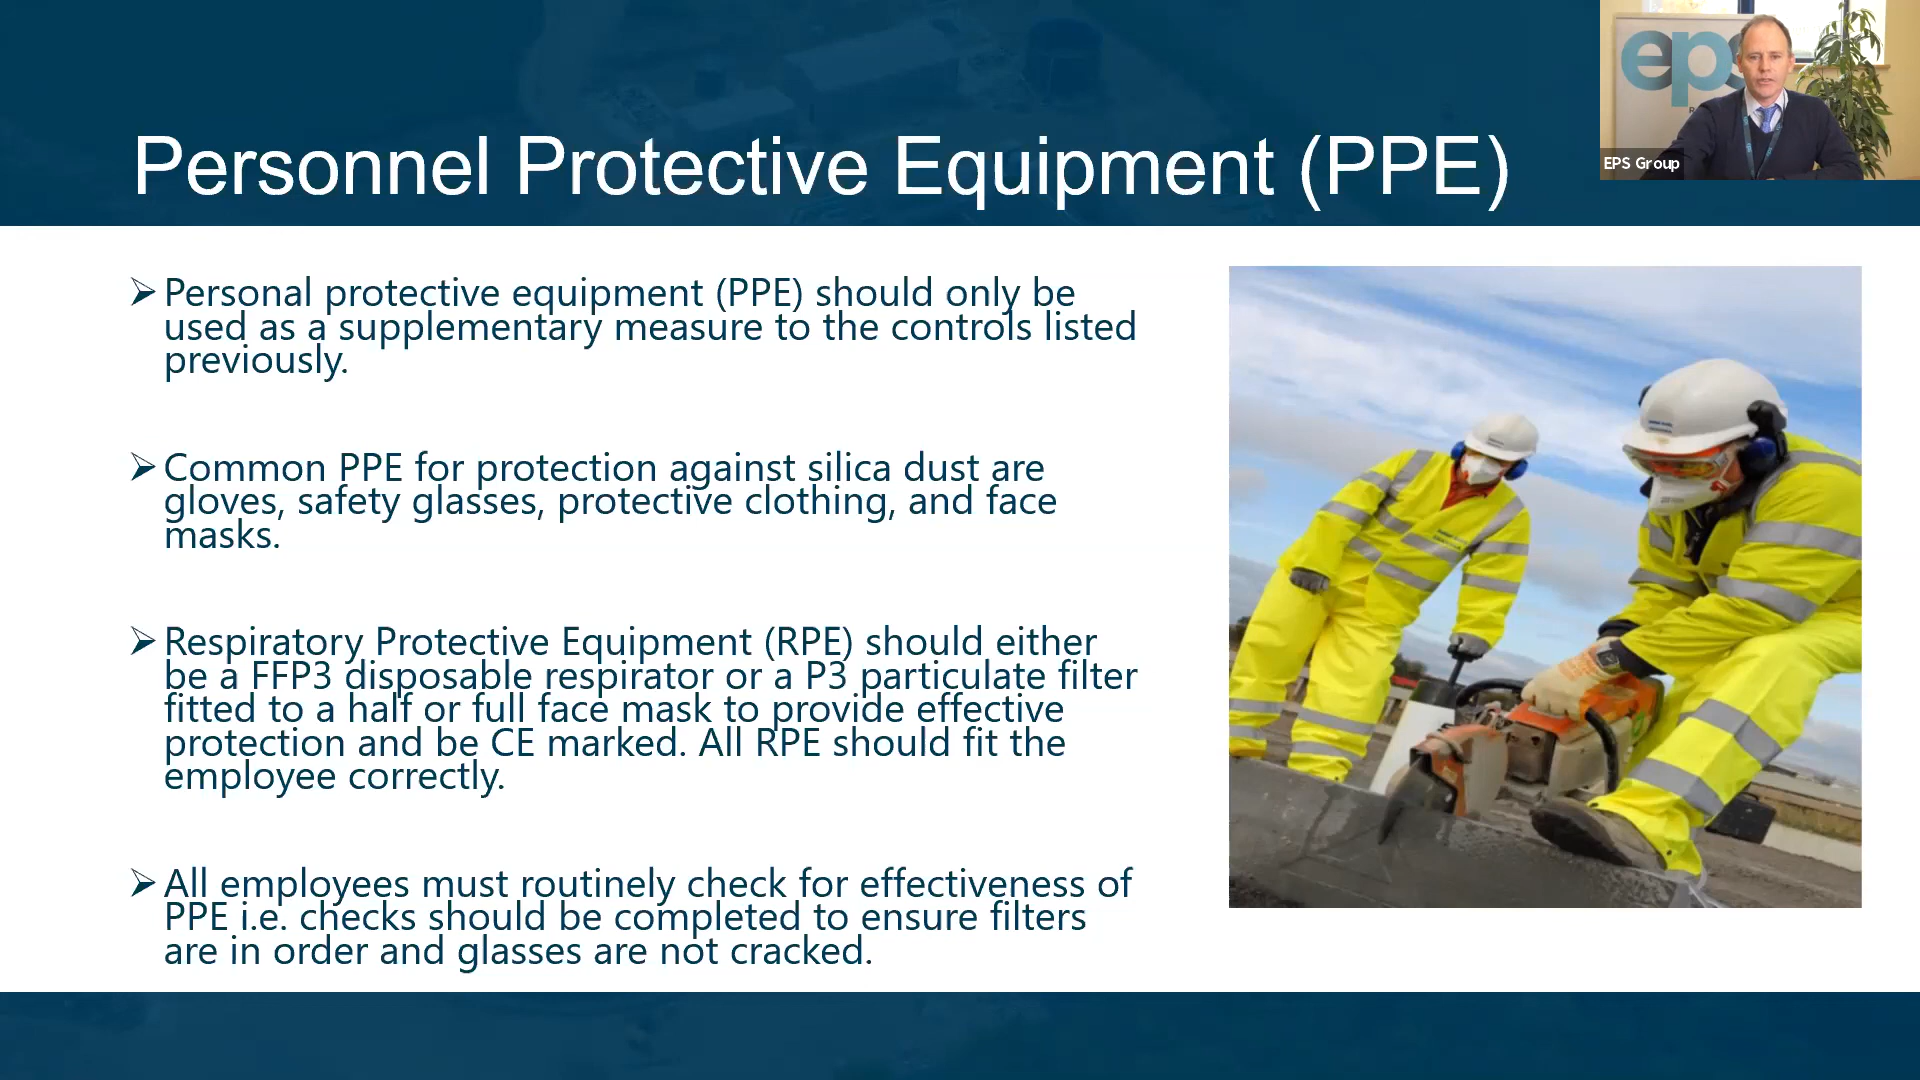 Personnel Protective Equipment (PPE)
eps
EPS Group
Personal protective equipment (PPE) should only be
used as a supplementary measure to the controls listed
previously.
Common PPE for protection against silica dust are
gloves, safety glasses, protective clothing, and face
masks.
Respiratory Protective Equipment (RPE) should either
be a FFP3 disposable respirator or a P3 particulate filter
fitted to a half or full face mask to provide effective
protection and be CE marked. All RPE should fit the
employee correctly.
All employees must routinely check for effectiveness of
PPE i.e. checks should be completed to ensure filters
are in order and glasses are not cracked.